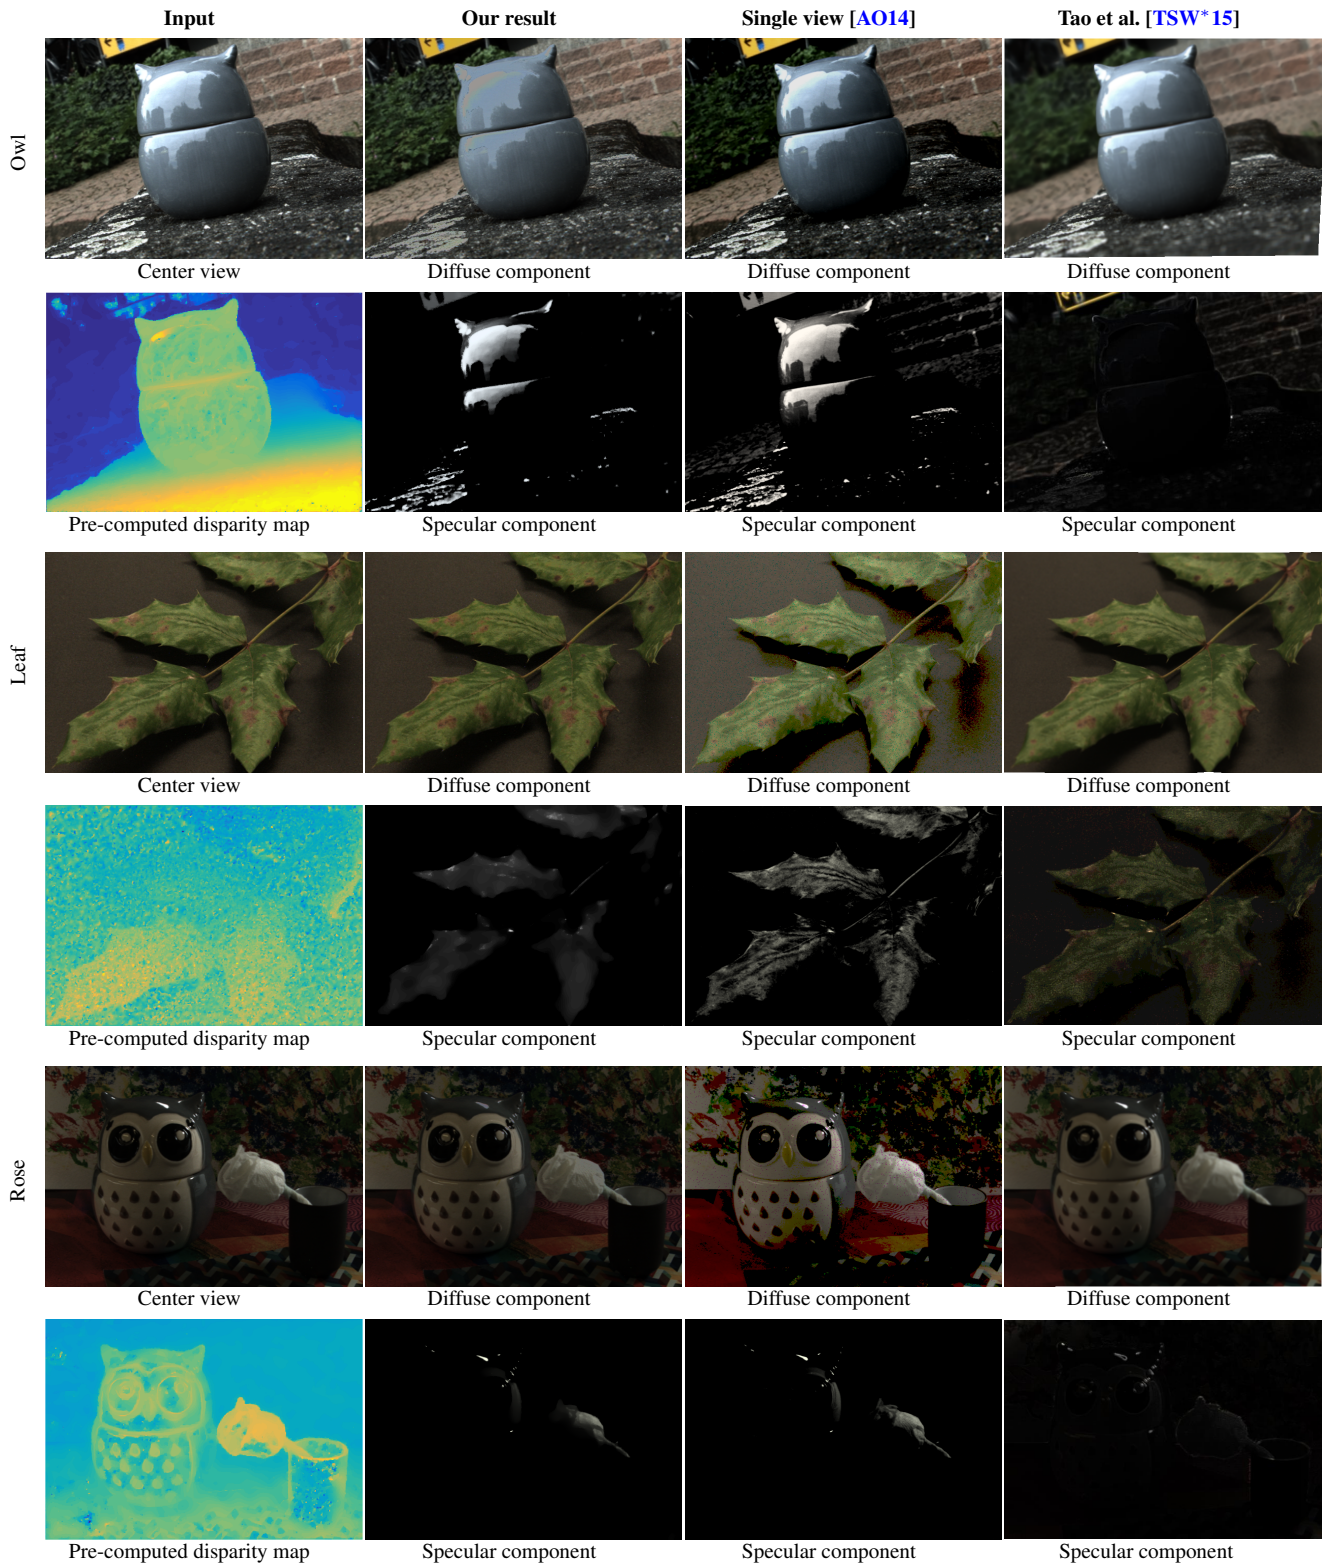 Input Our result Single view [AO14] Tao et al. [TSW*15]
Owl
Center view Diffuse component Diffuse component Diffuse component
Pre-computed disparity map Specular component Specular component Specular component
Leaf
Center view Diffuse component Diffuse component Diffuse component
Pre-computed disparity map Specular component Specular component Specular component
Rose
Center view Diffuse component Diffuse component Diffuse component
Pre-computed disparity map Specular component Specular component Specular component